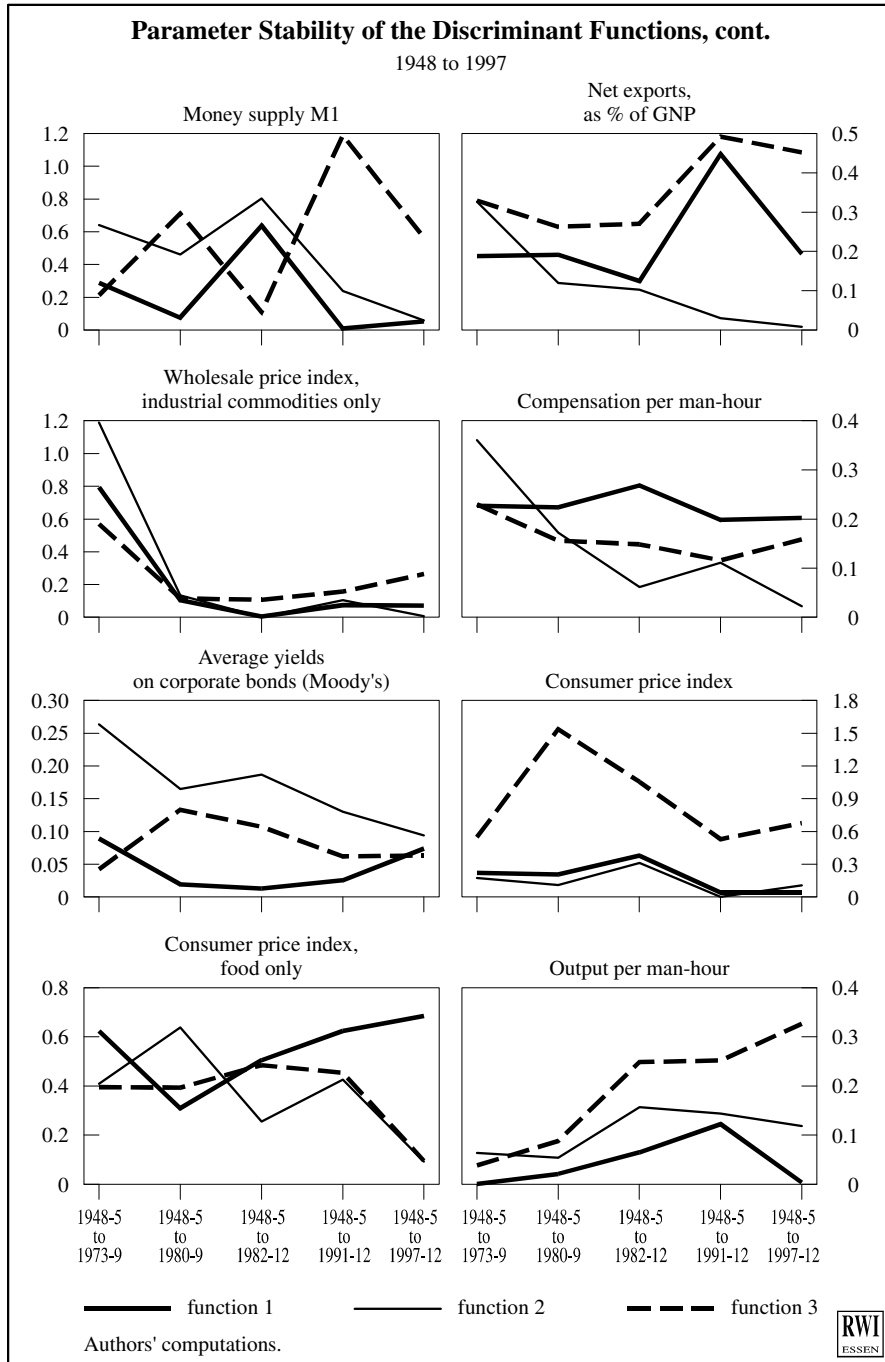 Parameter Stability of the Discriminant Functions, cont.
1948 to 1997
Money supply M1
1.2
1.0
0.8
0.6
0.4
0.2
0
Net exports,
as % of GNP
0.5
0.4
0.3
0.2
0.1
0
Wholesale price index,
industrial commodities only
1.2
1.0
0.8
0.6
0.4
0.2
0
Compensation per man-hour
0.4
0.3
0.2
0.1
0
Average yields
on corporate bonds (Moody's)
0.30
0.25
0.20
0.15
0.10
0.05
0
Consumer price index
1.8
1.5
1.2
0.9
0.6
0.3
0
Consumer price index,
food only
0.8
0.6
0.4
0.2
0
Output per man-hour
0.4
0.3
0.2
0.1
0
1948-5 1948-5 1948-5 1948-5 1948-5
to to to to to
1973-9 1980-9 1982-12 1991-12 1997-12
1948-5 1948-5 1948-5 1948-5 1948-5
to to to to to
1973-9 1980-9 1982-12 1991-12 1997-12
function 1 function 2 function 3
Authors' computations.
RWI
ESSEN